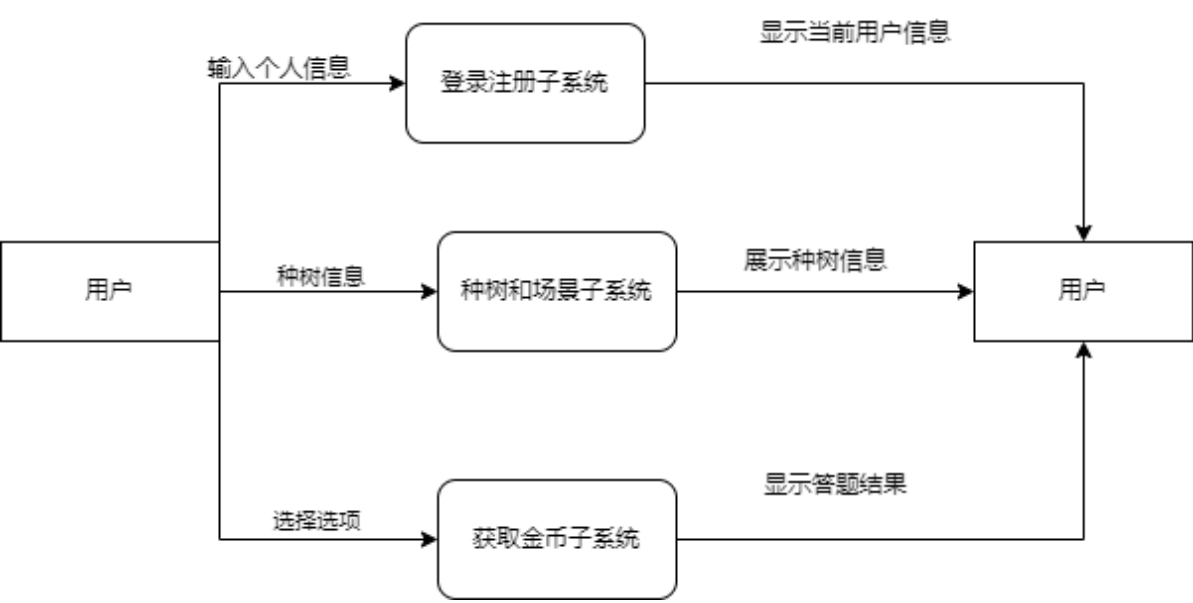 显示当前用户信息
输入个人信息
登录注册子系统
用户
种树信息
种树和场景子系统
展示种树信息
用户
选择选项
获取金币子系统
显示答题结果